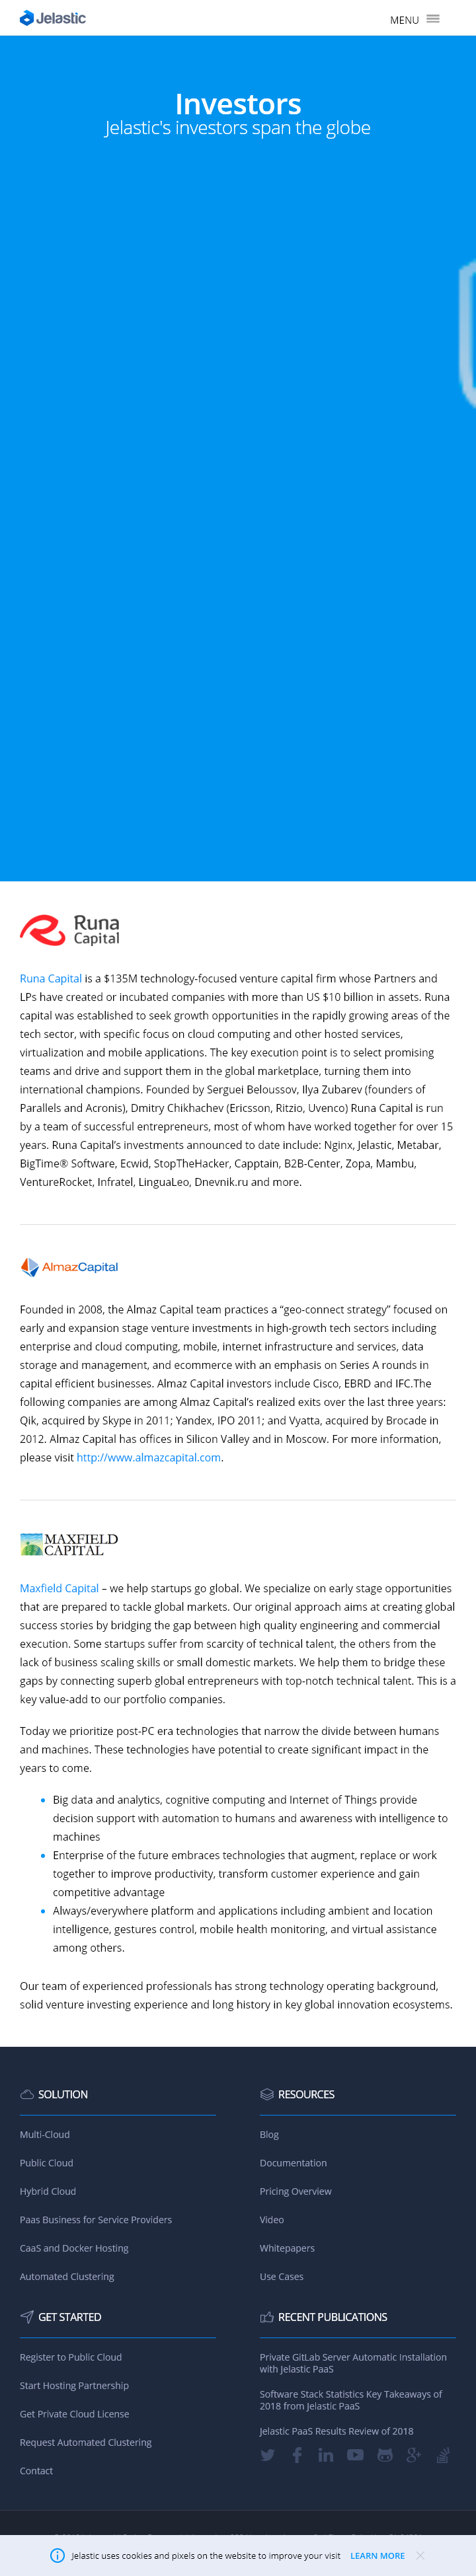 Jelastic
MENU
Investors
Jelastic's investors span the globe
Runa
Capital
Runa Capital is a $135M technology-focused venture capital firm whose Partners and
LPs have created or incubated companies with more than US $10 billion in assets. Runa
capital was established to seek growth opportunities in the rapidly growing areas of the
tech sector, with specific focus on cloud computing and other hosted services,
virtualization and mobile applications. The key execution point is to select promising
teams and drive and support them in the global marketplace, turning them into
international champions. Founded by Serguei Beloussov, Ilya Zubarev (founders of
Parallels and Acronis), Dmitry Chikhachev (Ericsson, Ritzio, Uvenco) Runa Capital is run
by a team of successful entrepreneurs, most of whom have worked together for over 15
years. Runa Capital’s investments announced to date include: Nginx, Jelastic, Metabar,
BigTime® Software, Ecwid, StopTheHacker, Capptain, B2B-Center, Zopa, Mambu,
VentureRocket, Infratel, LinguaLeo, Dnevnik.ru and more.
AlmazCapital
Founded in 2008, the Almaz Capital team practices a “geo-connect strategy” focused on
early and expansion stage venture investments in high-growth tech sectors including
enterprise and cloud computing, mobile, internet infrastructure and services, data
storage and management, and ecommerce with an emphasis on Series A rounds in
capital efficient businesses. Almaz Capital investors include Cisco, EBRD and IFC.The
following companies are among Almaz Capital’s realized exits over the last three years:
Qik, acquired by Skype in 2011; Yandex, IPO 2011; and Vyatta, acquired by Brocade in
2012. Almaz Capital has offices in Silicon Valley and in Moscow. For more information,
please visit http://www.almazcapital.com.
MAXFIELD
CAPITAL
Maxfield Capital – we help startups go global. We specialize on early stage opportunities
that are prepared to tackle global markets. Our original approach aims at creating global
success stories by bridging the gap between high quality engineering and commercial
execution. Some startups suffer from scarcity of technical talent, the others from the
lack of business scaling skills or small domestic markets. We help them to bridge these
gaps by connecting superb global entrepreneurs with top-notch technical talent. This is a
key value-add to our portfolio companies.
Today we prioritize post-PC era technologies that narrow the divide between humans
and machines. These technologies have potential to create significant impact in the
years to come.
Big data and analytics, cognitive computing and Internet of Things provide
decision support with automation to humans and awareness with intelligence to
machines
Enterprise of the future embraces technologies that augment, replace or work
together to improve productivity, transform customer experience and gain
competitive advantage
Always/everywhere platform and applications including ambient and location
intelligence, gestures control, mobile health monitoring, and virtual assistance
among others.
Our team of experienced professionals has strong technology operating background,
solid venture investing experience and long history in key global innovation ecosystems.
SOLUTION
Multi-Cloud
Public Cloud
Hybrid Cloud
Paas Business for Service Providers
CaaS and Docker Hosting
Automated Clustering
RESOURCES
Blog
Documentation
Pricing Overview
Video
Whitepapers
Use Cases
GET STARTED
Register to Public Cloud
Start Hosting Partnership
Get Private Cloud License
Request Automated Clustering
Contact
RECENT PUBLICATIONS
Private GitLab Server Automatic Installation
with Jelastic PaaS
Software Stack Statistics Key Takeaways of
2018 from Jelastic PaaS
Jelastic PaaS Results Review of 2018
Jelastic uses cookies and pixels on the website to improve your visit LEARN MORE